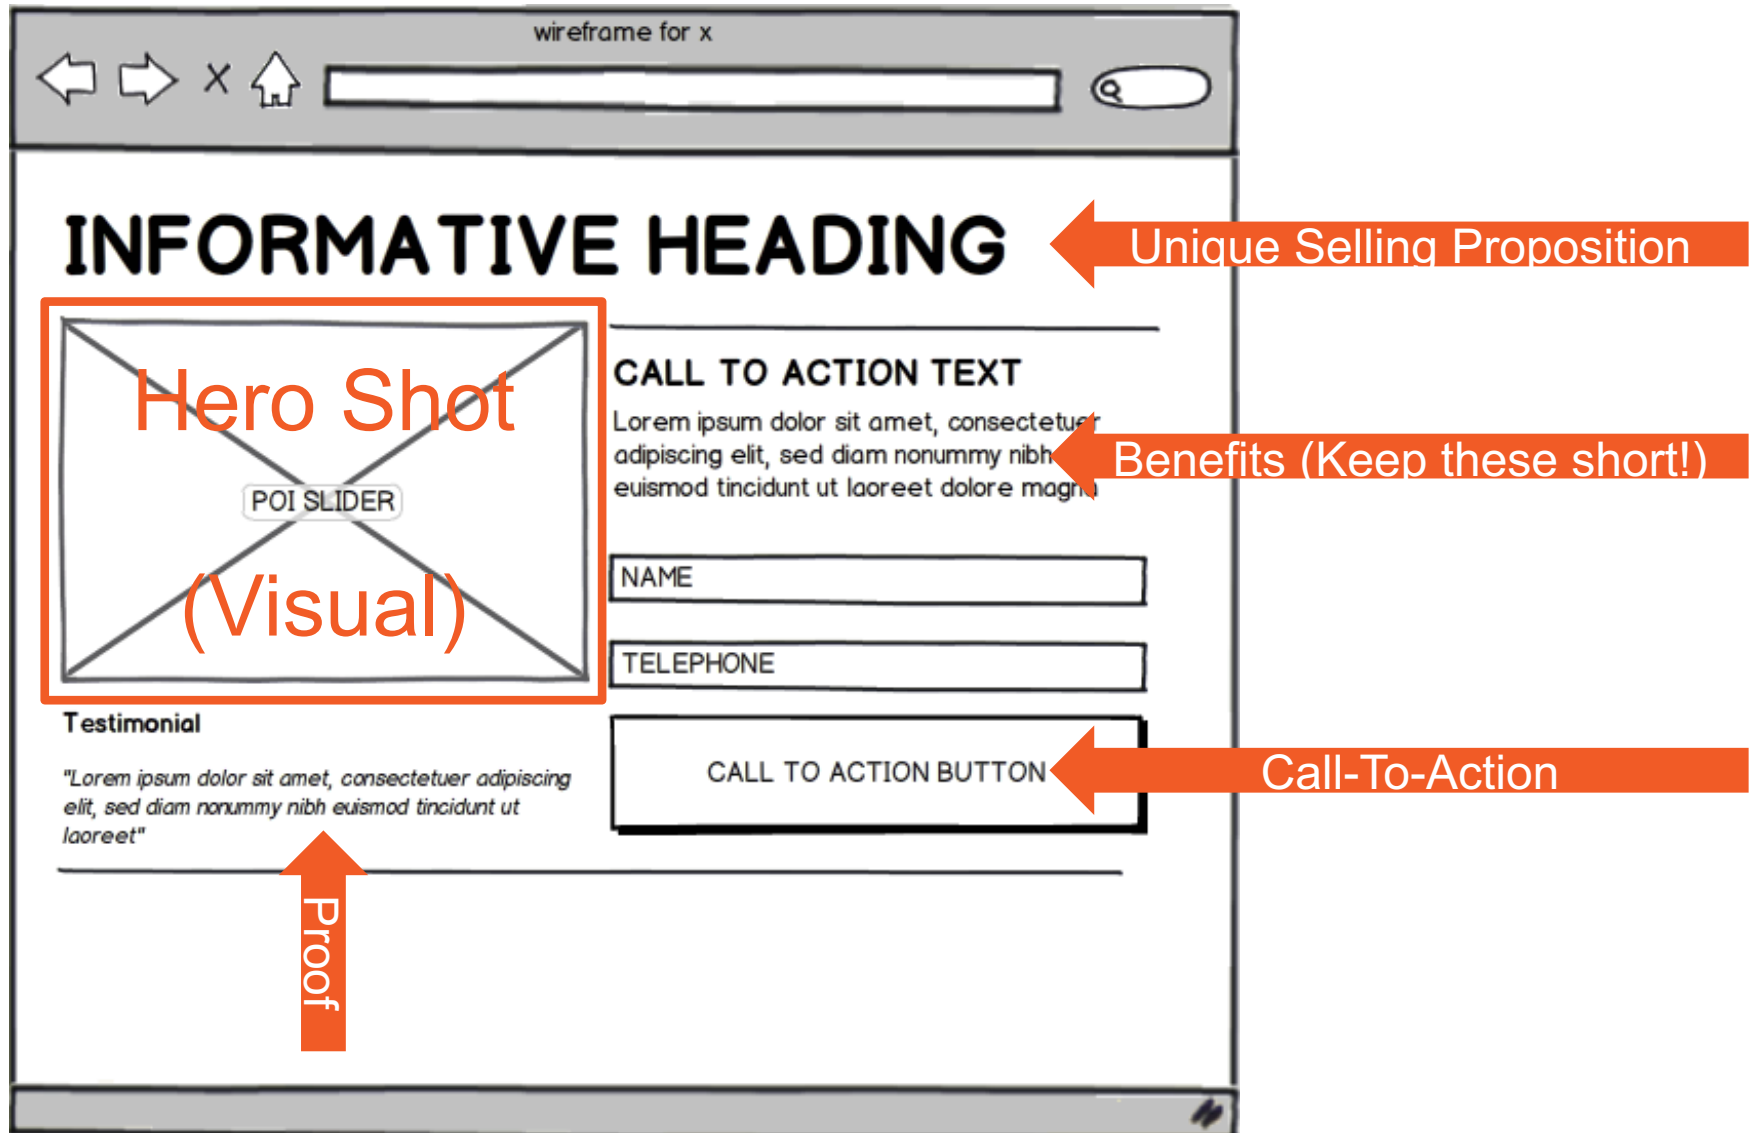 wireframe for x
INFORMATIVE HEADING
Unique Selling Proposition
Hero Shot
POI SLIDER
(Visual)
CALL TO ACTION TEXT
Lorem ipsum dolor sit amet, consectetuer
adipiscing elit, sed diam nonummy nibh
euismod tincidunt ut laoreet dolore magna
Benefits (Keep these short!)
NAME
TELEPHONE
CALL TO ACTION BUTTON
Call-To-Action
Testimonial
"Lorem ipsum dolor sit amet, consectetuer adipiscing
elit, sed diam nonummy nibh euismod tincidunt ut
laoreet"
Proof